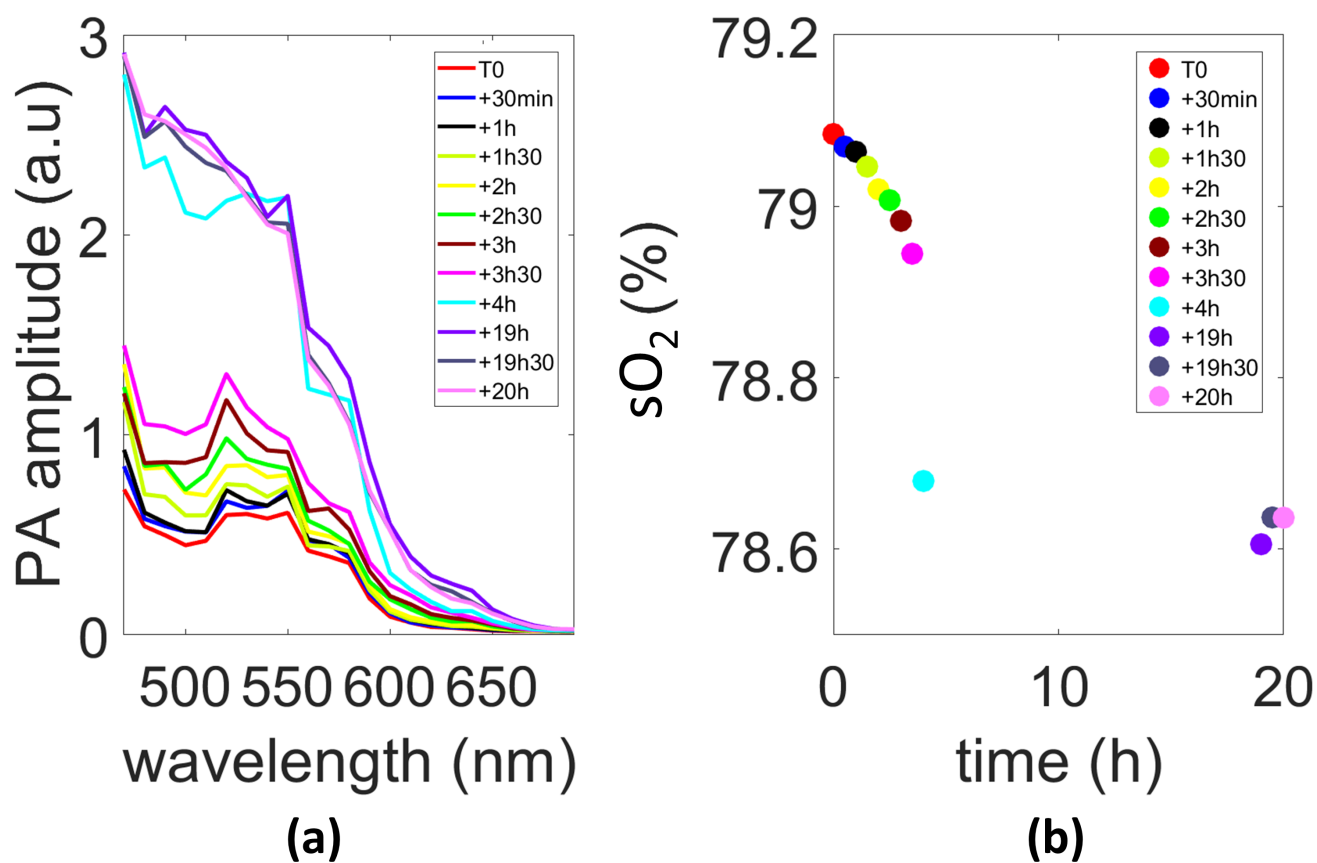 3
2
1
0
PA amplitude (a.u)
500 550 600 650
wavelength (nm)
T0
+30min
+1h
+1h30
+2h
+2h30
+3h
+3h30
+4h
+19h
+19h30
+20h
(a)
79.2
79
78.8
78.6
sO2 (%)
0 10 20
time (h)
T0
+30min
+1h
+1h30
+2h
+2h30
+3h
+3h30
+4h
+19h
+19h30
+20h
(b)